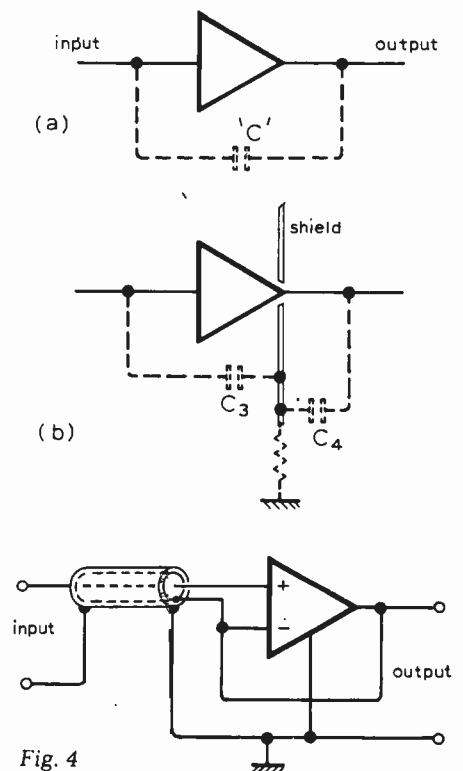 input
output
(a)
'C'
shield
(b)
C3
C4
+
input
−
output
Fig. 4